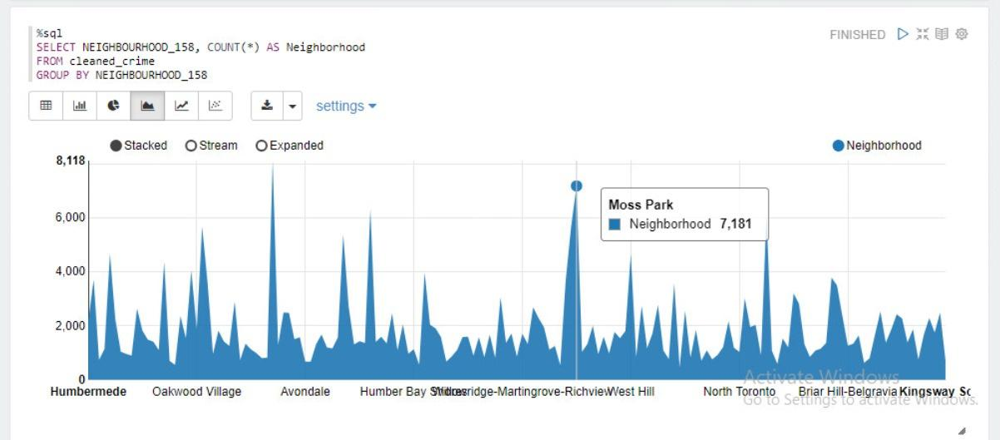 %sql
SELECT NEIGHBOURHOOD_158, COUNT(*) AS Neighborhood
FROM cleaned_crime
GROUP BY NEIGHBOURHOOD_158
FINISHED
settings
Stacked Stream Expanded
Neighborhood
8,118
6,000
4,000
2,000
0
Moss Park
Neighborhood 7,181
Humbermede Oakwood Village Avondale Humber Bay Shores Willowridge-Martingrove-Richview West Hill North Toronto Briar Hill-Belgravia Kingsway So
Activate Windows
Go to Settings to activate Windows.